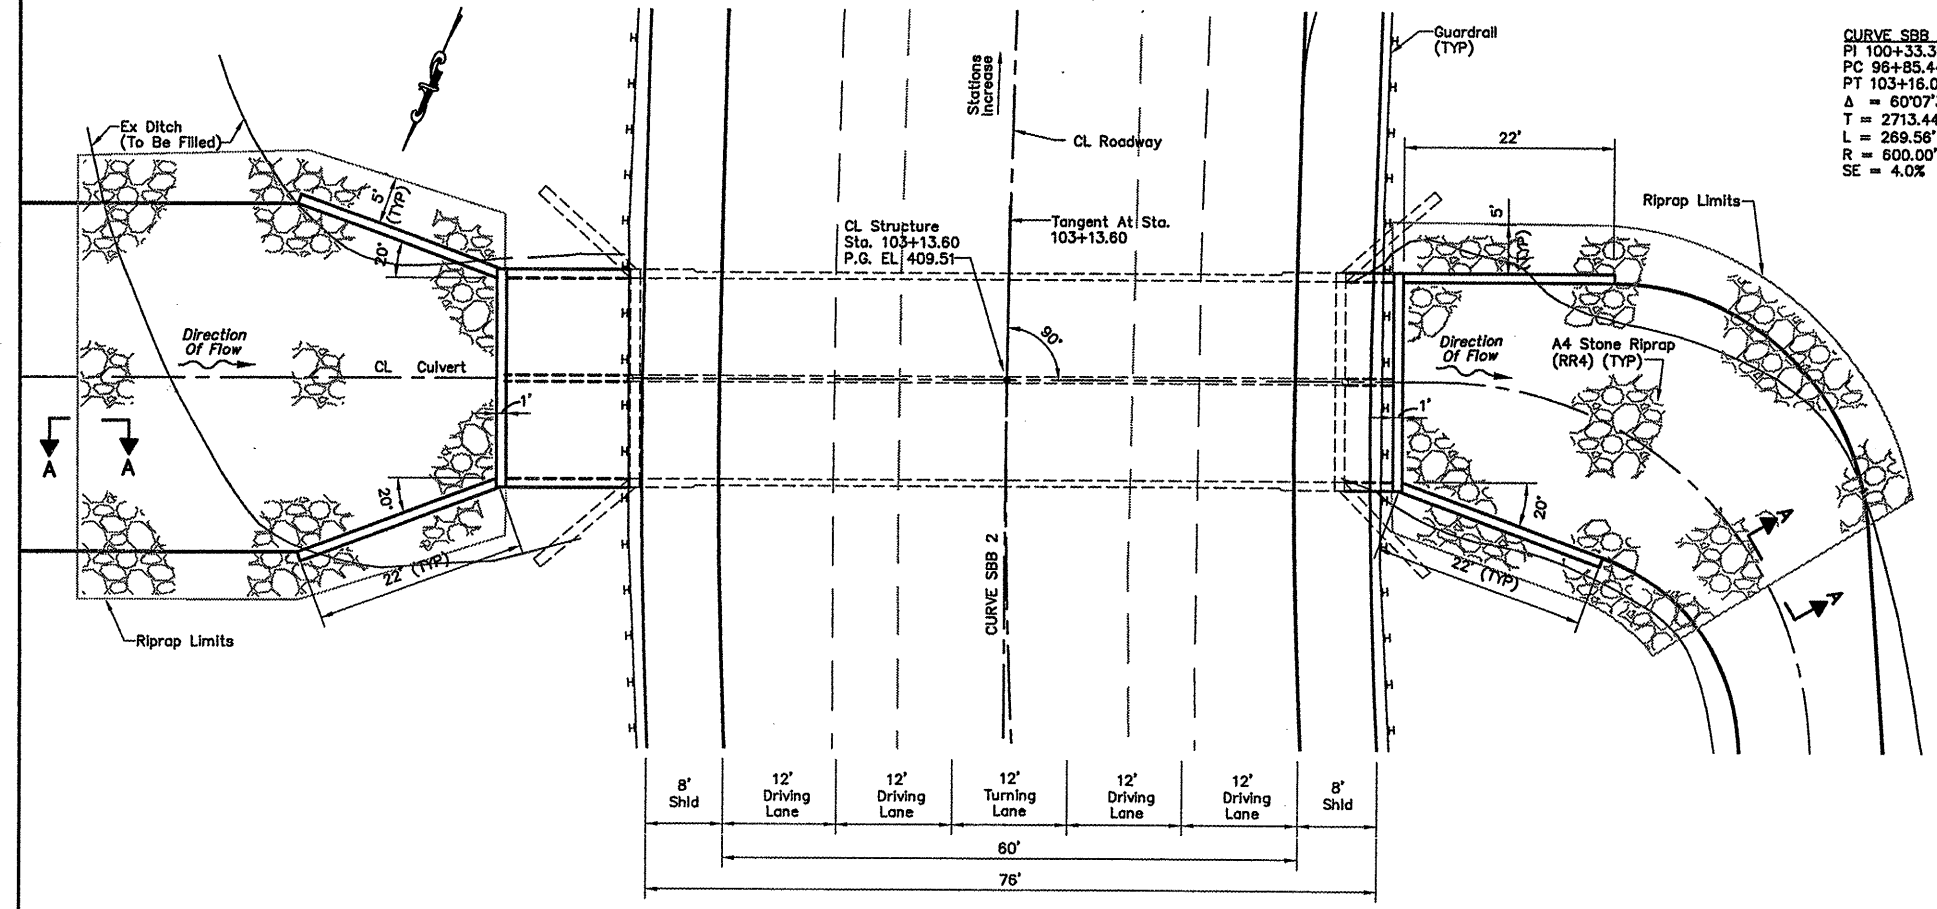 CURVE SBB
PI 100+33.3
PC 96+85.4
PT 103+16.0
Δ = 60°07'
T = 2713.44
L = 269.56'
R = 600.00'
SE = 4.0%
Guardrail
(TYP)
Stations
Increase
CL Roadway
22'
Ex Ditch
(To Be Filled)
5'
(TYP)
20°
CL Structure
Sta. 103+13.60
P.G. EL 409.51
Tangent At Sta.
103+13.60
5'
(TYP)
Riprap Limits
90°
Direction
Of Flow
CL Culvert
Direction
Of Flow
A4 Stone Riprap
(RR4) (TYP)
1'
1'
A
A
20°
20°
22' (TYP)
22' (TYP)
A
A
CURVE SBB 2
Riprap Limits
8'
Shld
12'
Driving
Lane
12'
Driving
Lane
12'
Turning
Lane
12'
Driving
Lane
12'
Driving
Lane
8'
Shld
60'
76'
H